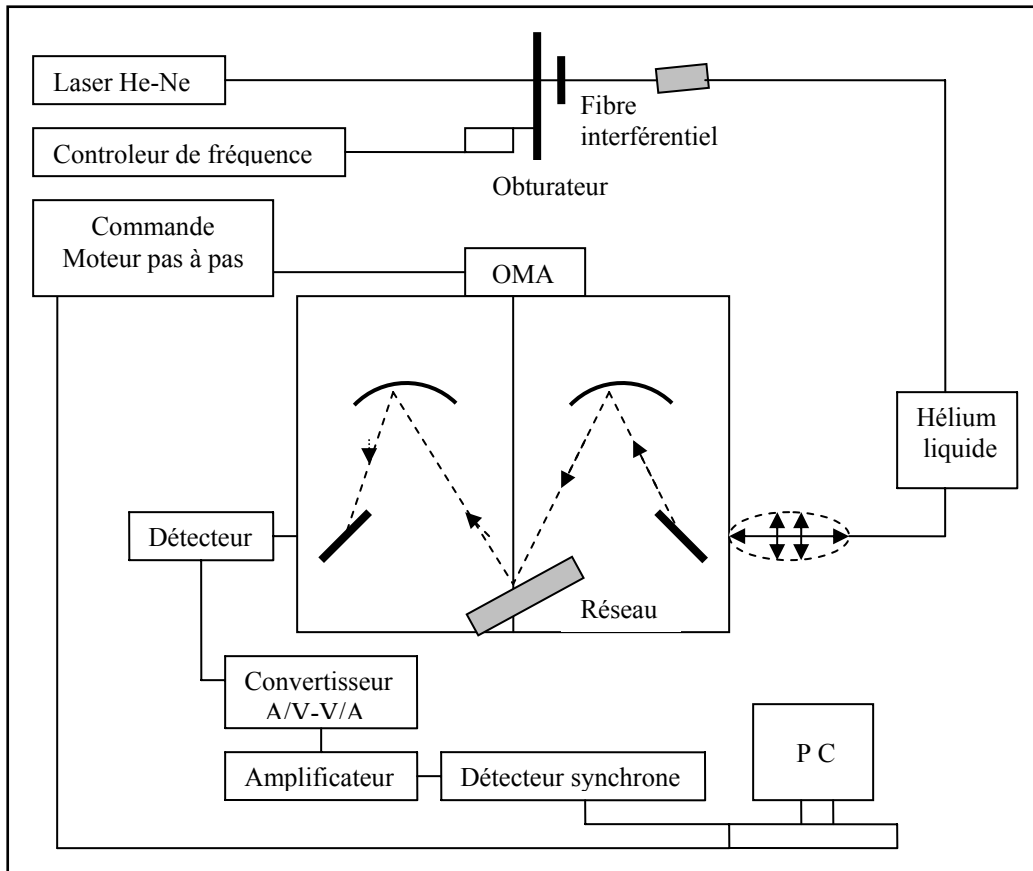 Laser He-Ne
Fibre
interférentiel
Controleur de fréquence
Obturateur
Commande
Moteur pas à pas
OMA
Hélium
liquide
Détecteur
Réseau
Convertisseur
A/V-V/A
P C
Amplificateur
Détecteur synchrone